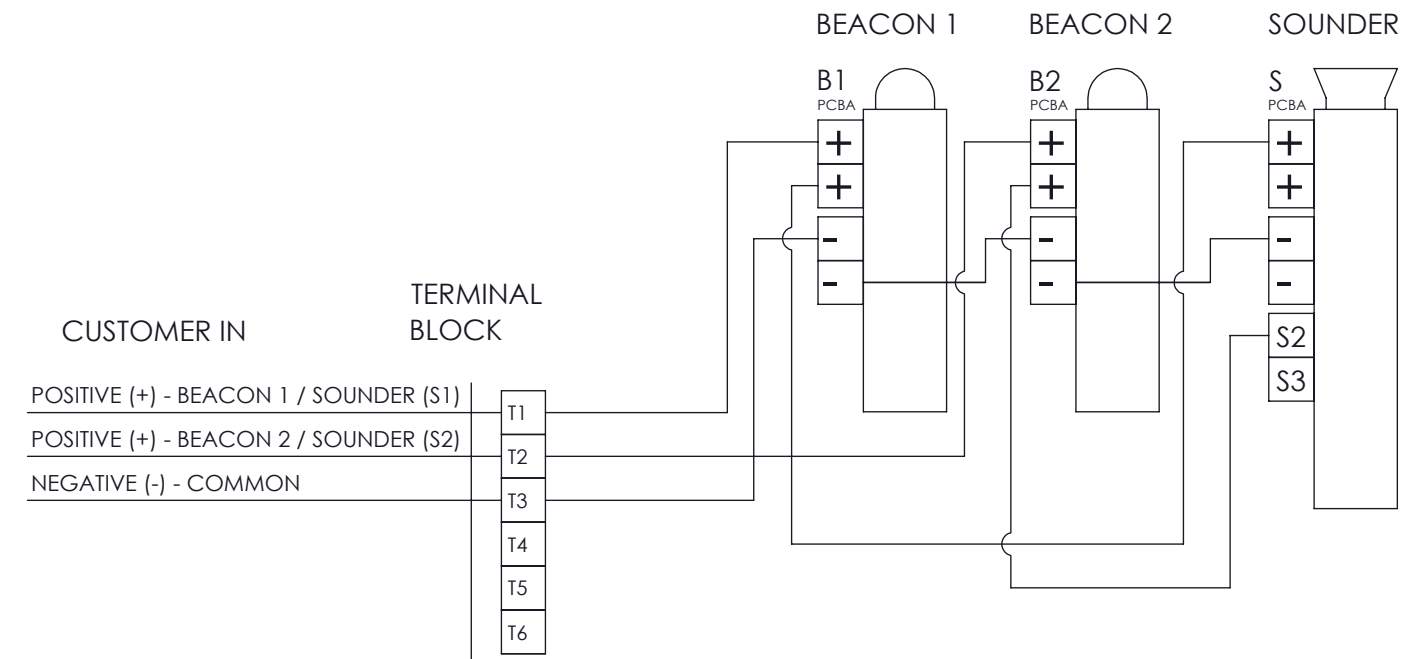 BEACON 1
BEACON 2
SOUNDER
B1
PCBA
B2
PCBA
S
PCBA
+
+
-
-
+
+
-
-
+
+
-
-
S2
S3
TERMINAL
BLOCK
CUSTOMER IN
POSITIVE (+) - BEACON 1 / SOUNDER (S1)
POSITIVE (+) - BEACON 2 / SOUNDER (S2)
NEGATIVE (-) - COMMON
T1
T2
T3
T4
T5
T6